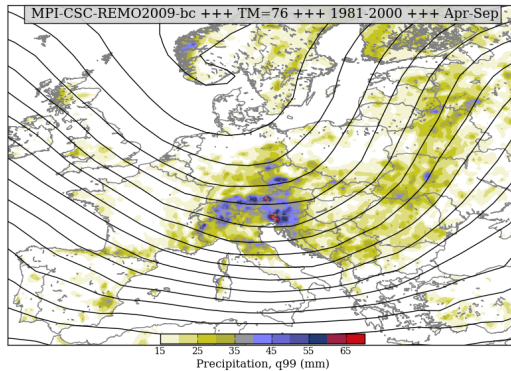 MPI-CSC-REMO2009-bc +++ TM=76 +++ 1981-2000 +++ Apr-Sep
15 25 35 45 55 65
Precipitation, q99 (mm)